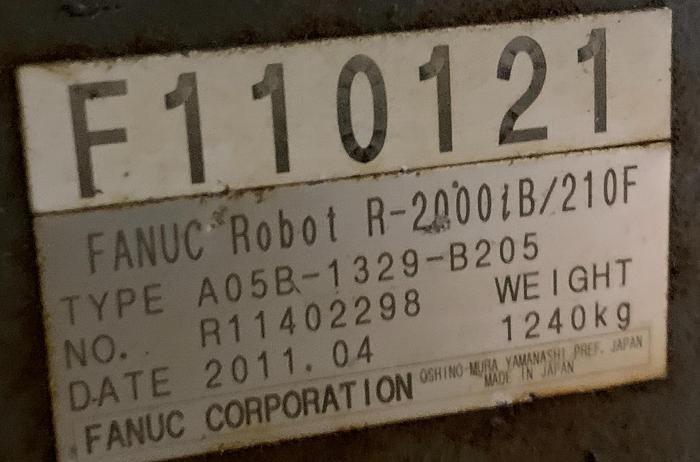 F110121
FANUC Robot R-2000iB/210F
TYPE A05B-1329-B205
NO. R11402298 WEIGHT
DATE 2011.04 1240kg
FANUC CORPORATION OSHINO-MURA YAMANASHI PREF. JAPAN
MADE IN JAPAN